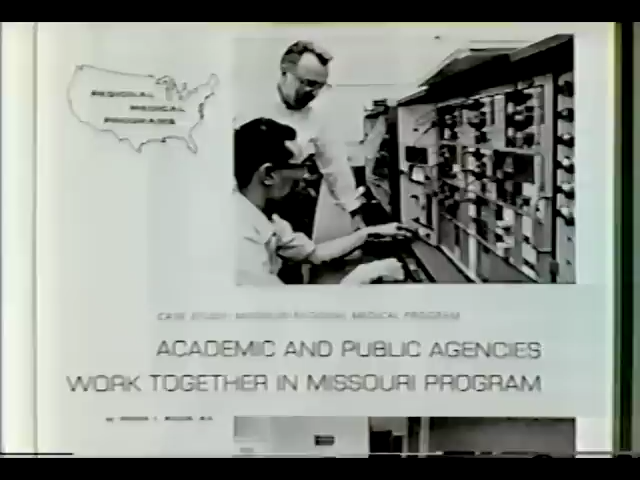 REGIONAL
MEDICAL
PROGRAMS
CASE STUDY: MISSOURI REGIONAL MEDICAL PROGRAM
ACADEMIC AND PUBLIC AGENCIES
WORK TOGETHER IN MISSOURI PROGRAM